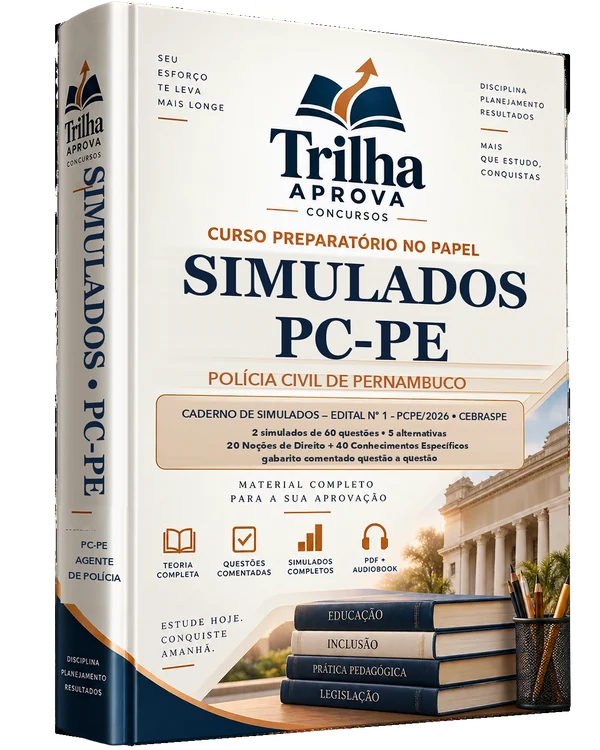 SEU
ESFORÇO
TE LEVA
MAIS LONGE
DISCIPLINA
PLANEJAMENTO
RESULTADOS
MAIS
QUE ESTUDO,
CONQUISTAS
Trilha
APROVA
CONCURSOS
CURSO PREPARATÓRIO NO PAPEL
SIMULADOS
PC-PE
POLÍCIA CIVIL DE PERNAMBUCO
CADERNO DE SIMULADOS – EDITAL Nº 1 – PCPE/2026 • CEBRASPE
2 simulados de 60 questões • 5 alternativas
20 Noções de Direito + 40 Conhecimentos Específicos
gabarito comentado questão a questão
MATERIAL COMPLETO
PARA A SUA APROVAÇÃO
TEORIA
COMPLETA
QUESTÕES
COMENTADAS
SIMULADOS
COMPLETOS
PDF +
AUDIOBOOK
ESTUDE HOJE.
CONQUISTE
AMANHÃ.
EDUCAÇÃO
INCLUSÃO
PRÁTICA PEDAGÓGICA
LEGISLAÇÃO
Trilha
APROVA
CONCURSOS
SIMULADOS • PC-PE
PC-PE
AGENTE
DE POLÍCIA
DISCIPLINA
PLANEJAMENTO
RESULTADOS